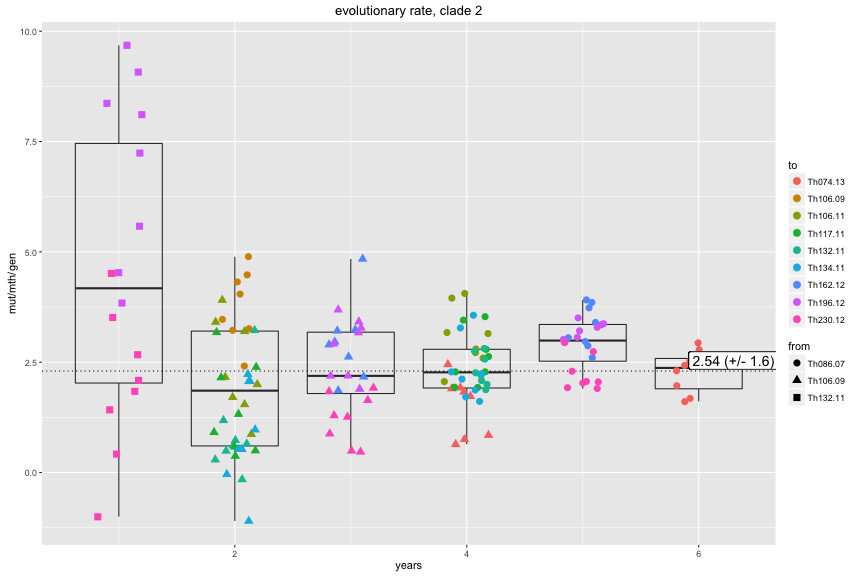 evolutionary rate, clade 2
mut/mth/gen
10.0
7.5
5.0
2.5
0.0
2.54 (+/- 1.6)
2
4
6
years
to
Th074.13
Th106.09
Th106.11
Th117.11
Th132.11
Th134.11
Th162.12
Th196.12
Th230.12
from
Th086.07
Th106.09
Th132.11